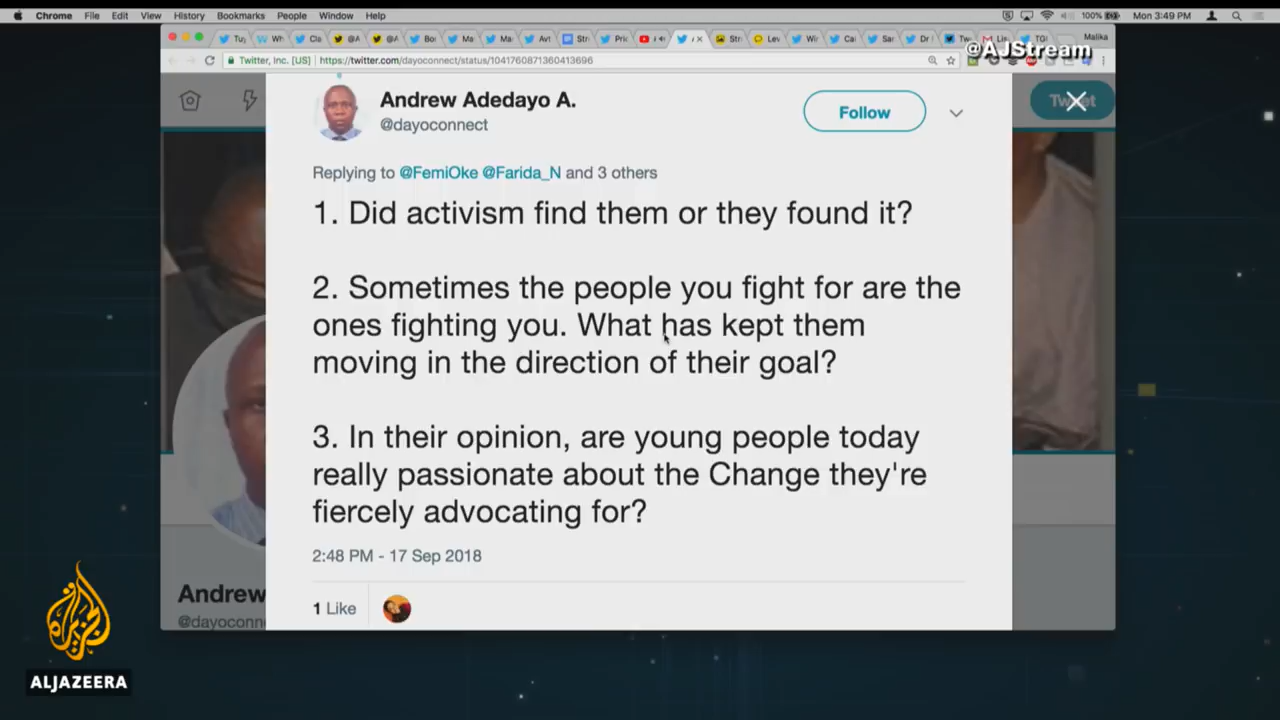 Chrome File Edit View History Bookmarks People Window Help
100% Mon 3:49 PM
Malika
@AJStream
Twitter, Inc. [US] https://twitter.com/dayoconnect/status/1041760871360413696
Andrew Adedayo A.
@dayoconnect
Follow
Tweet
Replying to @FemiOke @Farida_N and 3 others
1. Did activism find them or they found it?
2. Sometimes the people you fight for are the
ones fighting you. What has kept them
moving in the direction of their goal?
3. In their opinion, are young people today
really passionate about the Change they're
fiercely advocating for?
2:48 PM - 17 Sep 2018
1 Like
Andrew
@dayoconn
ALJAZEERA